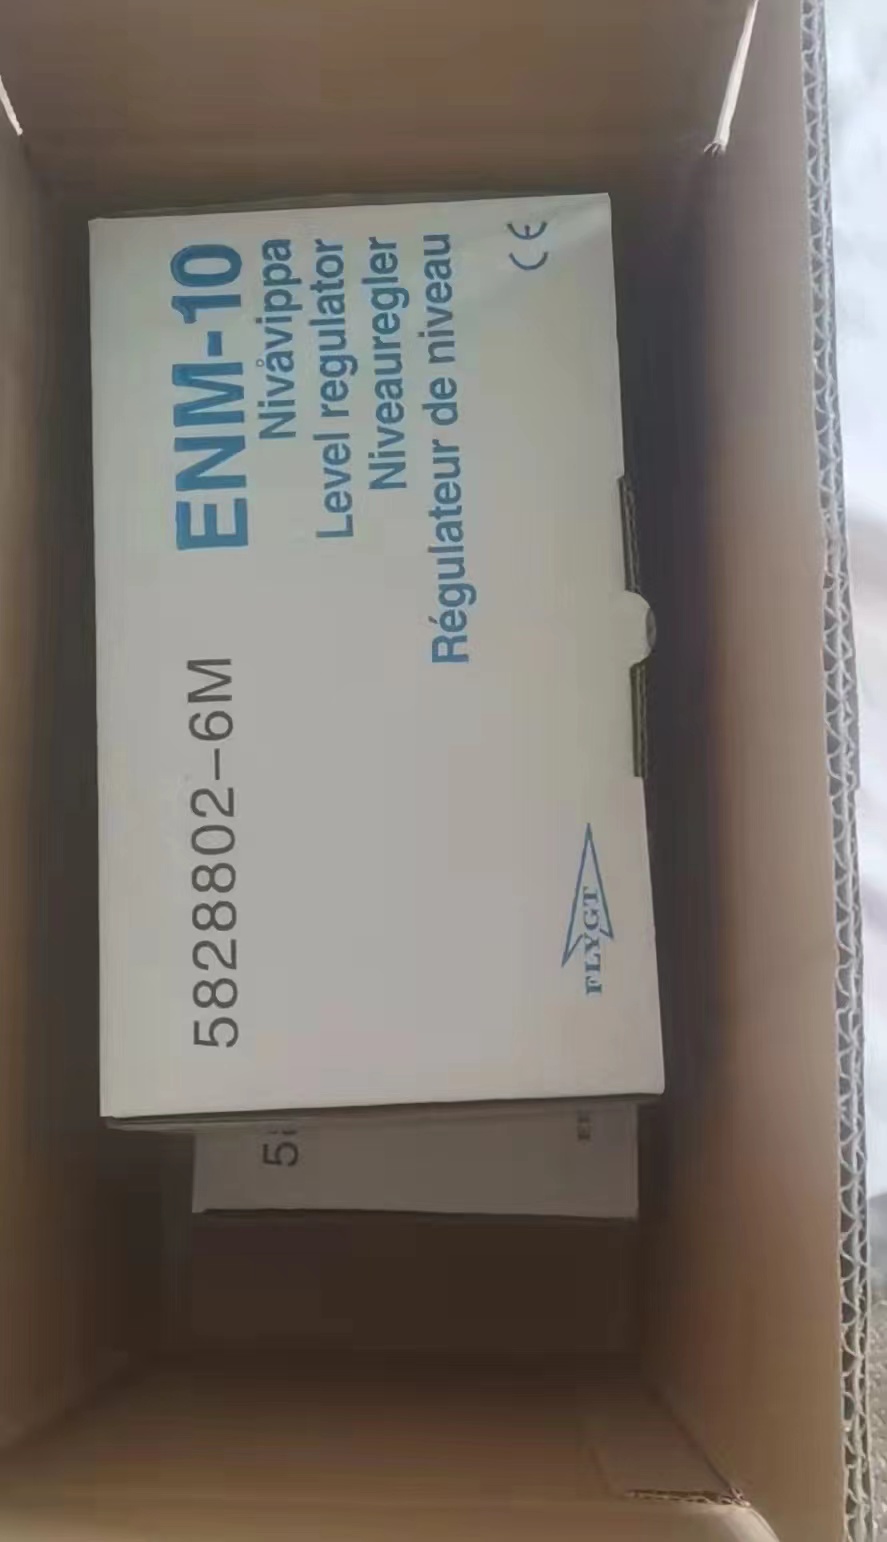 5828802-6M
ENM-10
Nivåvippa
Level regulator
Niveauregler
Régulateur de niveau
CE
FLYGT